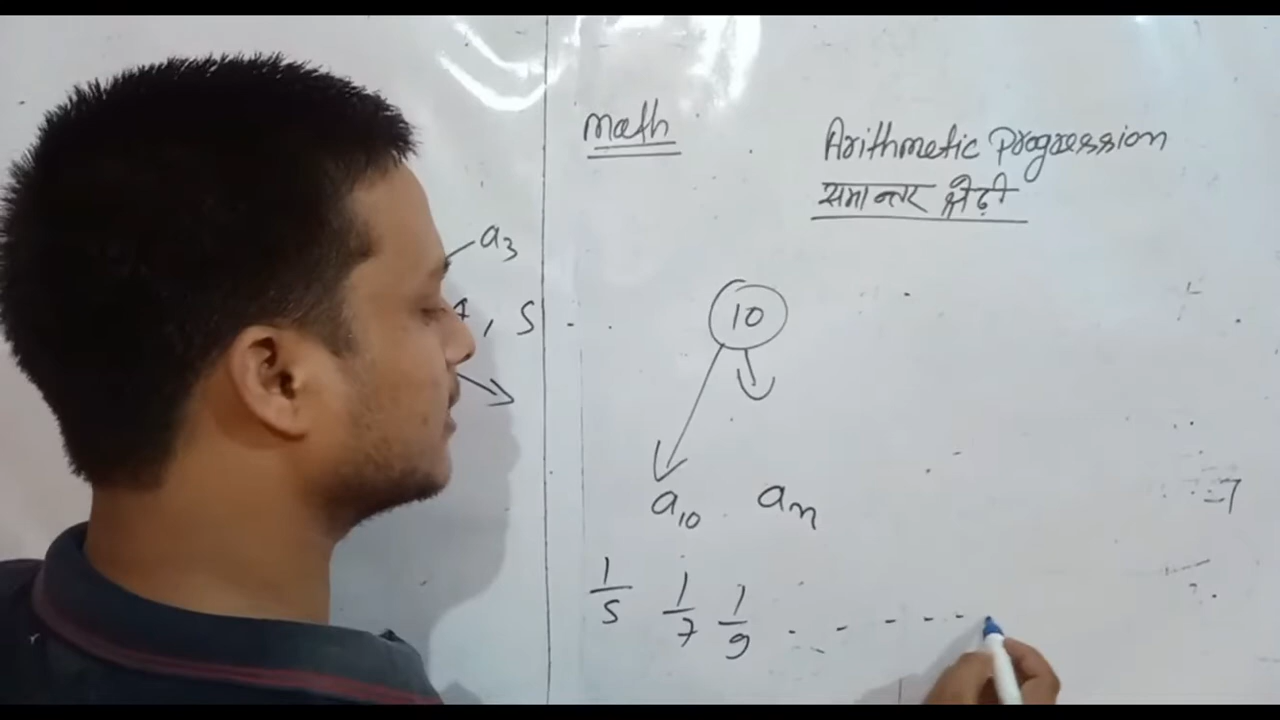 Math
Arithmetic Progression
समान्तर श्रेढ़ी
a₃
, 5 . .
10
a₁₀ aₙ
1/5 1/7 1/9 . - - - - -